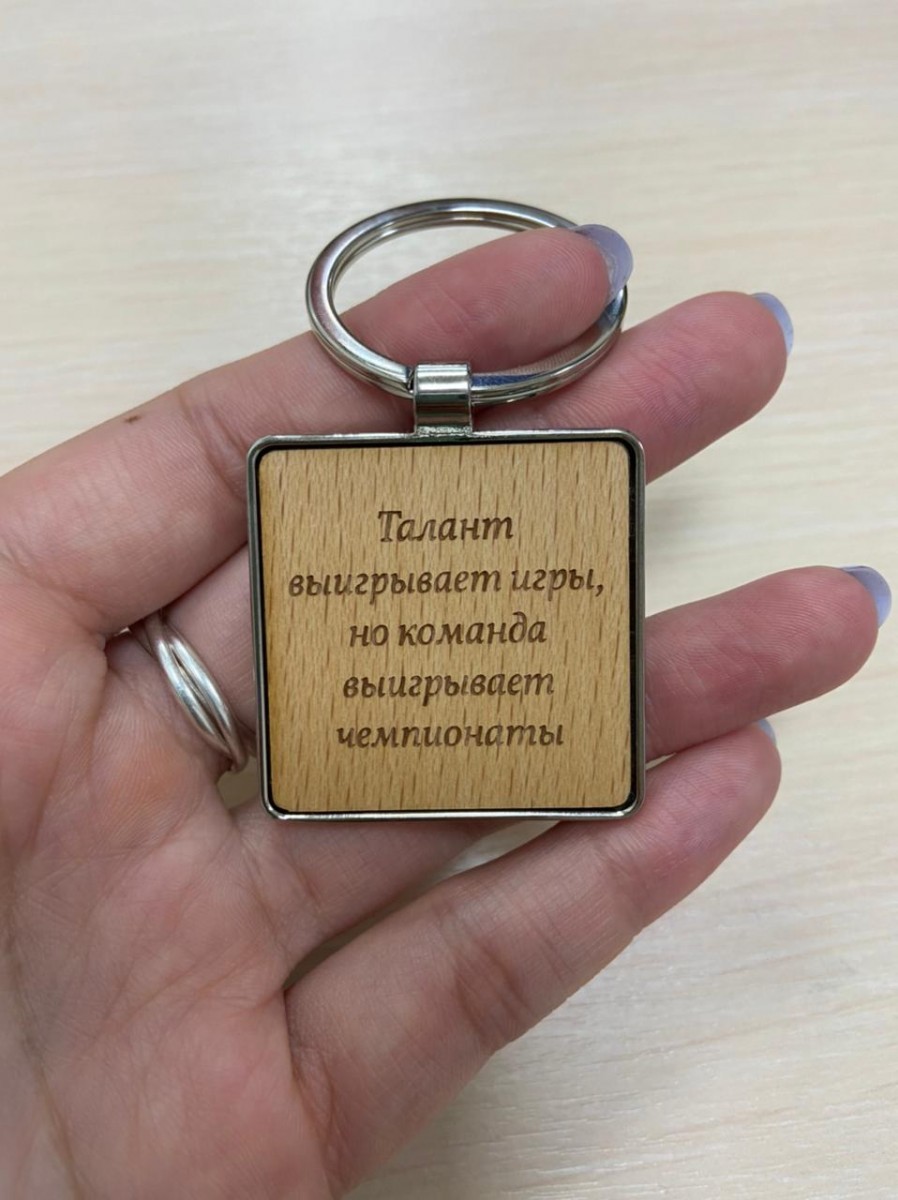 Талант
выигрывает игры,
но команда
выигрывает
чемпионаты